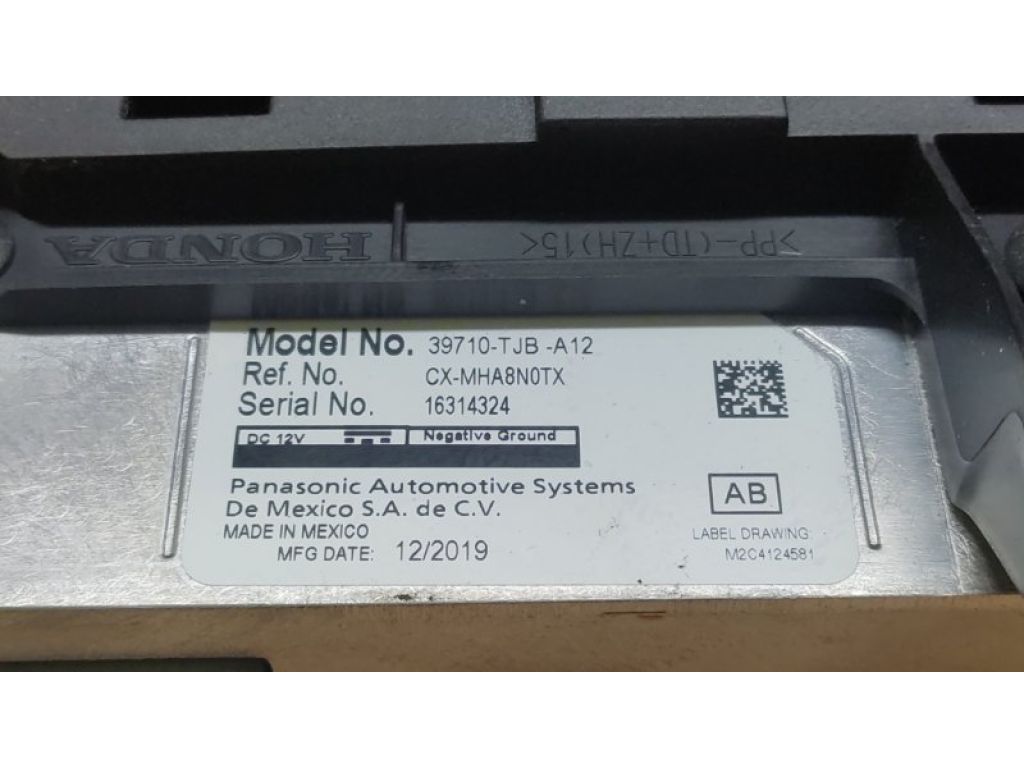 HONDA
>PP-(TD+ZH)15<
Model No. 39710-TJB -A12
Ref. No. CX-MHA8N0TX
Serial No. 16314324
DC 12V Negative Ground
Panasonic Automotive Systems
De Mexico S.A. de C.V.
MADE IN MEXICO
MFG DATE: 12/2019
AB
LABEL DRAWING:
M2C4124581